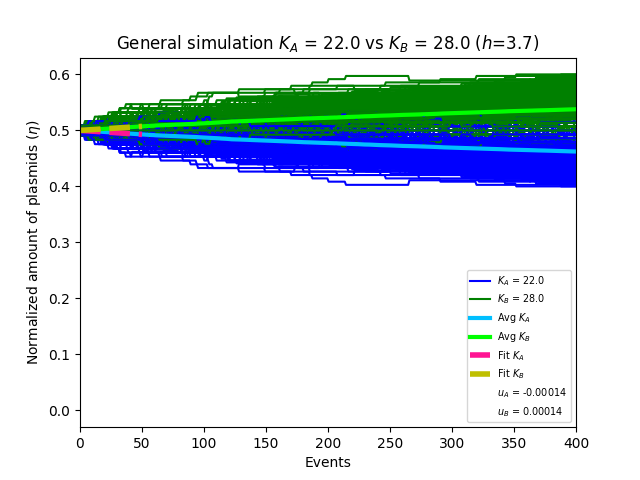 General simulation K_A = 22.0 vs K_B = 28.0 (h=3.7)
Normalized amount of plasmids (η)
0.6
0.5
0.4
0.3
0.2
0.1
0.0
K_A = 22.0
K_B = 28.0
Avg K_A
Avg K_B
Fit K_A
Fit K_B
u_A = -0.00014
u_B = 0.00014
0 50 100 150 200 250 300 350 400
Events